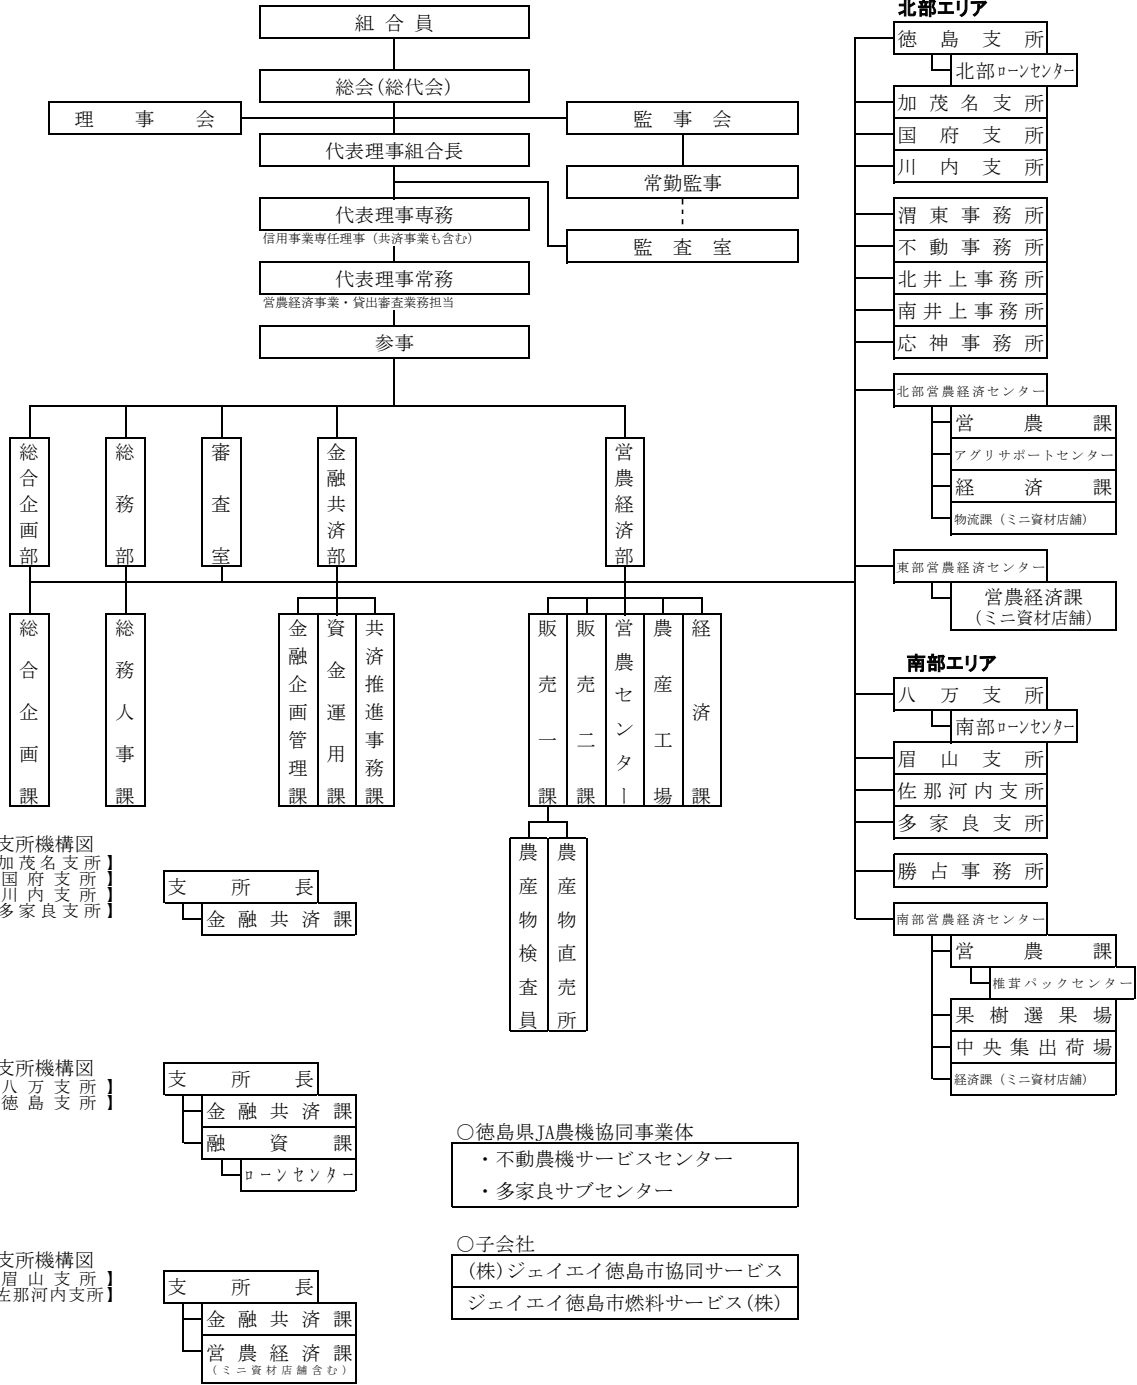 組合員
総会(総代会)
理事会
監事会
代表理事組合長
常勤監事
代表理事専務
信用事業専任理事（共済事業も含む）
監査室
代表理事常務
営農経済事業・貸出審査業務担当
参事
総合企画部
総務部
審査室
金融共済部
営農経済部
総合企画課
総務人事課
金融企画管理課
資金運用課
共済推進事務課
販売一課
販売二課
営農センター
農産工場
経済課
農産物検査員
農産物直売所
北部エリア
徳島支所
北部ローンセンター
加茂名支所
国府支所
川内支所
渭東事務所
不動事務所
北井上事務所
南井上事務所
応神事務所
北部営農経済センター
営農課
アグリサポートセンター
経済課
物流課（ミニ資材店舗）
東部営農経済センター
営農経済課
（ミニ資材店舗）
南部エリア
八万支所
南部ローンセンター
眉山支所
佐那河内支所
多家良支所
勝占事務所
南部営農経済センター
営農課
椎茸パックセンター
果樹選果場
中央集出荷場
経済課（ミニ資材店舗）
支所機構図
加茂名支所】
国府支所】
川内支所】
多家良支所】
支所長
金融共済課
支所機構図
八万支所】
徳島支所】
支所長
金融共済課
融資課
ローンセンター
支所機構図
眉山支所】
佐那河内支所】
支所長
金融共済課
営農経済課
（ミニ資材店舗含む）
○徳島県JA農機協同事業体
・不動農機サービスセンター
・多家良サブセンター
○子会社
(株)ジェイエイ徳島市協同サービス
ジェイエイ徳島市燃料サービス(株)